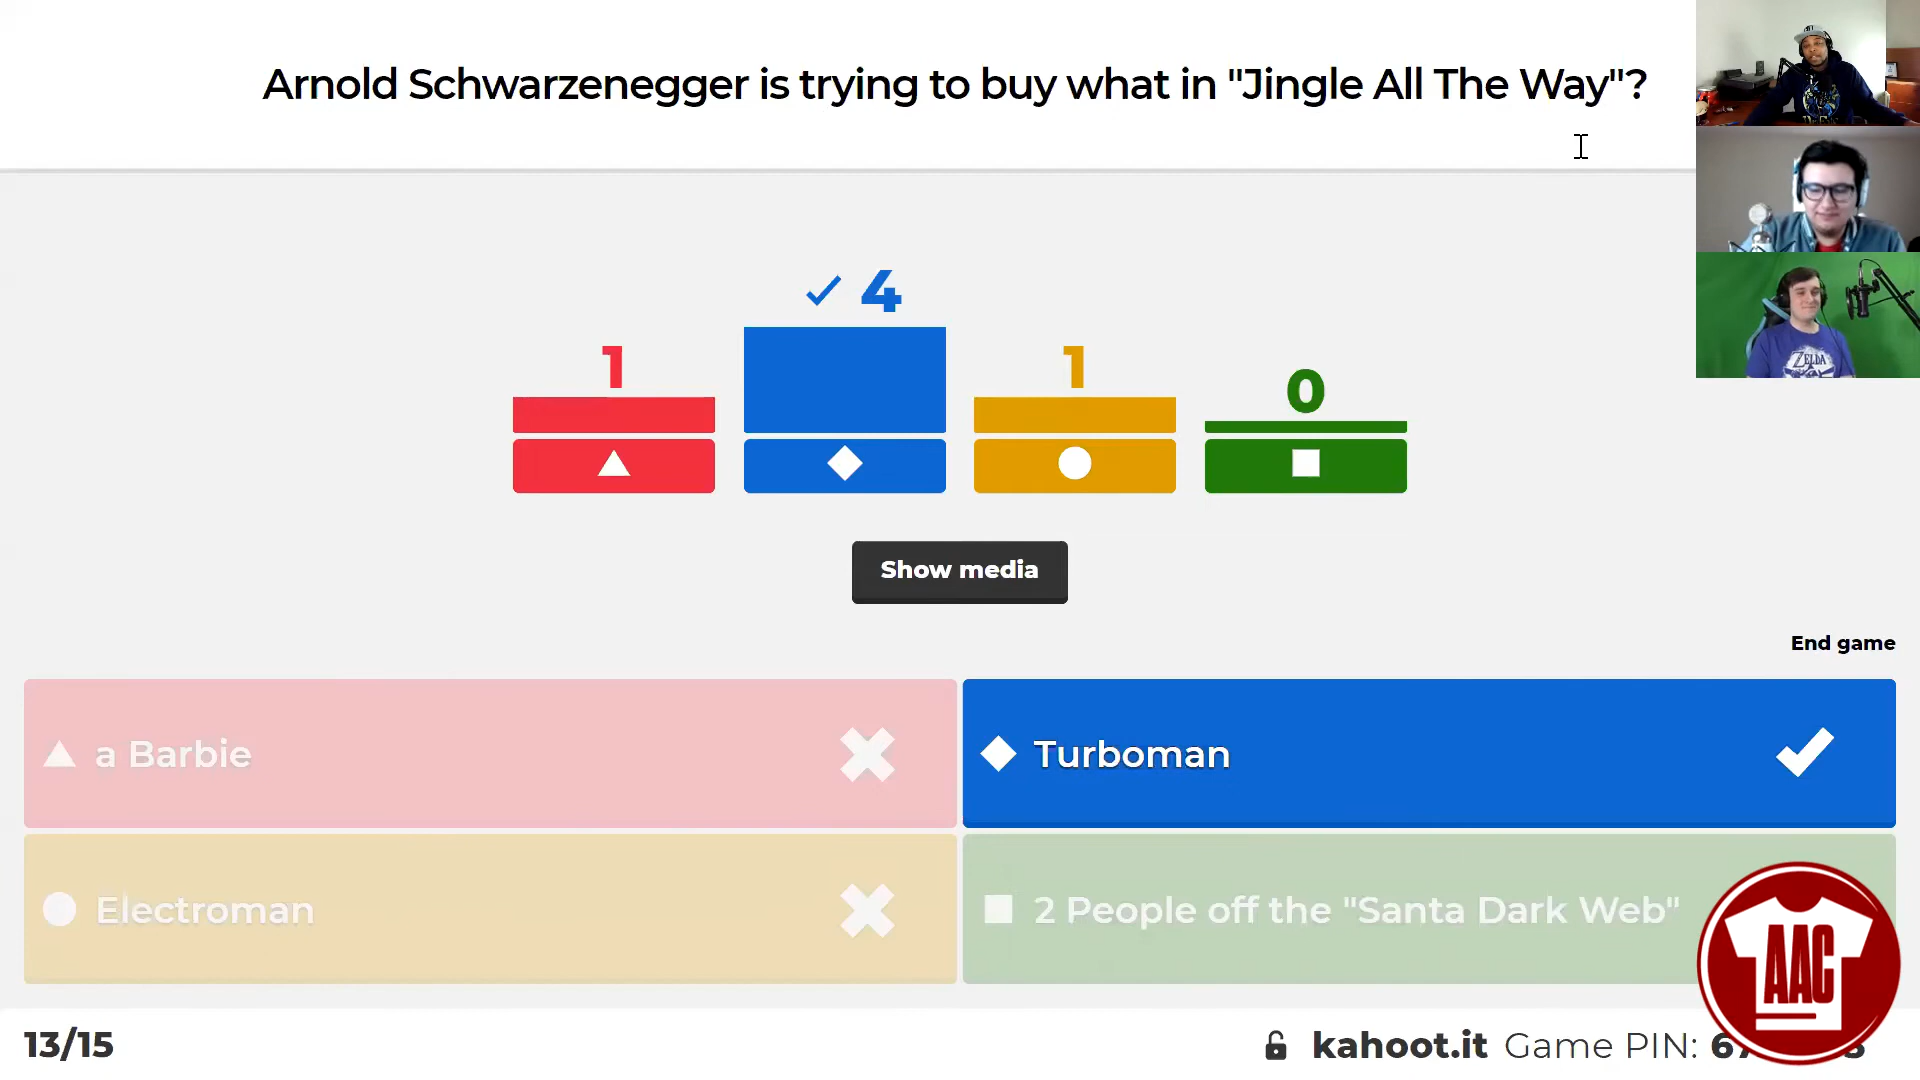 Arnold Schwarzenegger is trying to buy what in "Jingle All The Way"?
1
4
1
0
Show media
End game
a Barbie
Turboman
Electroman
2 People off the "Santa Dark Web"
13/15
kahoot.it Game PIN:
AAC
ZELDA